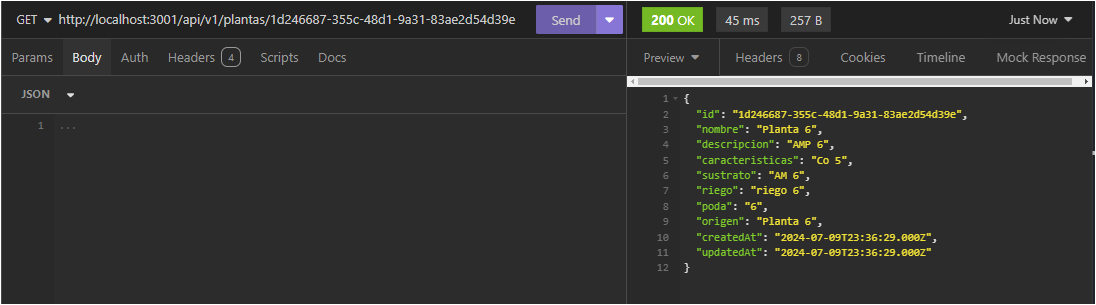 GET http://localhost:3001/api/v1/plantas/1d246687-355c-48d1-9a31-83ae2d54d39e Send
Params Body Auth Headers 4 Scripts Docs
JSON
1 ...
200 OK 45 ms 257 B Just Now
Preview Headers 8 Cookies Timeline Mock Response
1 {
2 "id": "1d246687-355c-48d1-9a31-83ae2d54d39e",
3 "nombre": "Planta 6",
4 "descripcion": "AMP 6",
5 "caracteristicas": "Co 5",
6 "sustrato": "AM 6",
7 "riego": "riego 6",
8 "poda": "6",
9 "origen": "Planta 6",
10 "createdAt": "2024-07-09T23:36:29.000Z",
11 "updatedAt": "2024-07-09T23:36:29.000Z"
12 }